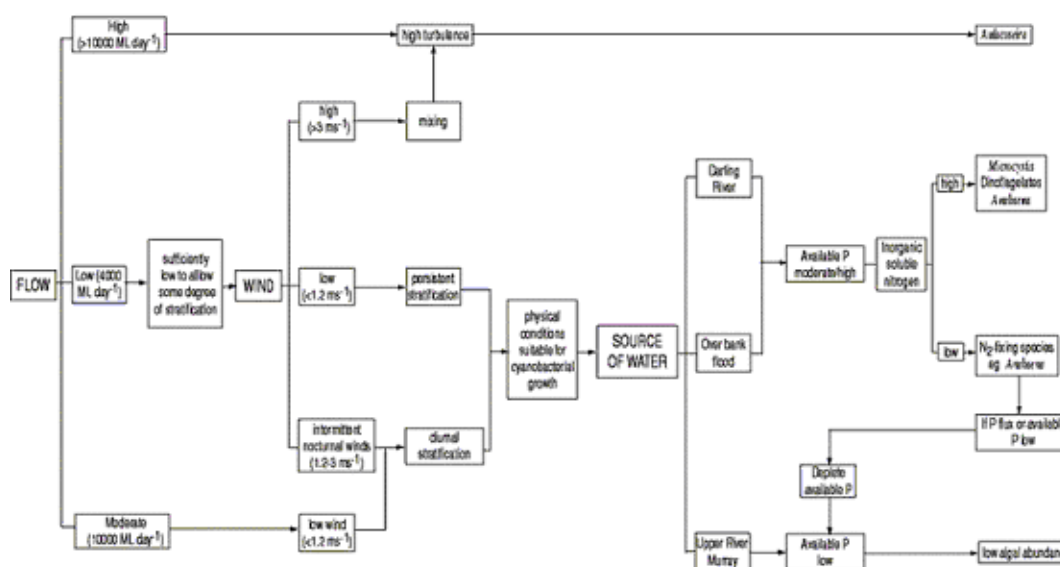 High
(>10000 ML day⁻¹)
high turbulence
Aulacoseira
high
(>3 ms⁻¹)
mixing
Darling
River
high
Microcystis
Dinoflagelates
Anabaena
FLOW
Low (4000
ML day⁻¹)
sufficiently
low to allow
some degree
of stratification
WIND
low
(<1.2 ms⁻¹)
persistent
stratification
physical
conditions
suitable for
cyanobacterial
growth
SOURCE
OF WATER
Over bank
flood
Available P
moderate/high
Inorganic
soluble
nitrogen
low
N₂-fixing species
eg. Anabaena
intermittent
nocturnal winds
(1.2-3 ms⁻¹)
diurnal
stratification
If P flux or available
P low
Deplete
available P
Moderate
(10000 ML day⁻¹)
low wind
(<1.2 ms⁻¹)
Upper River
Murray
Available P
low
low algal abundan